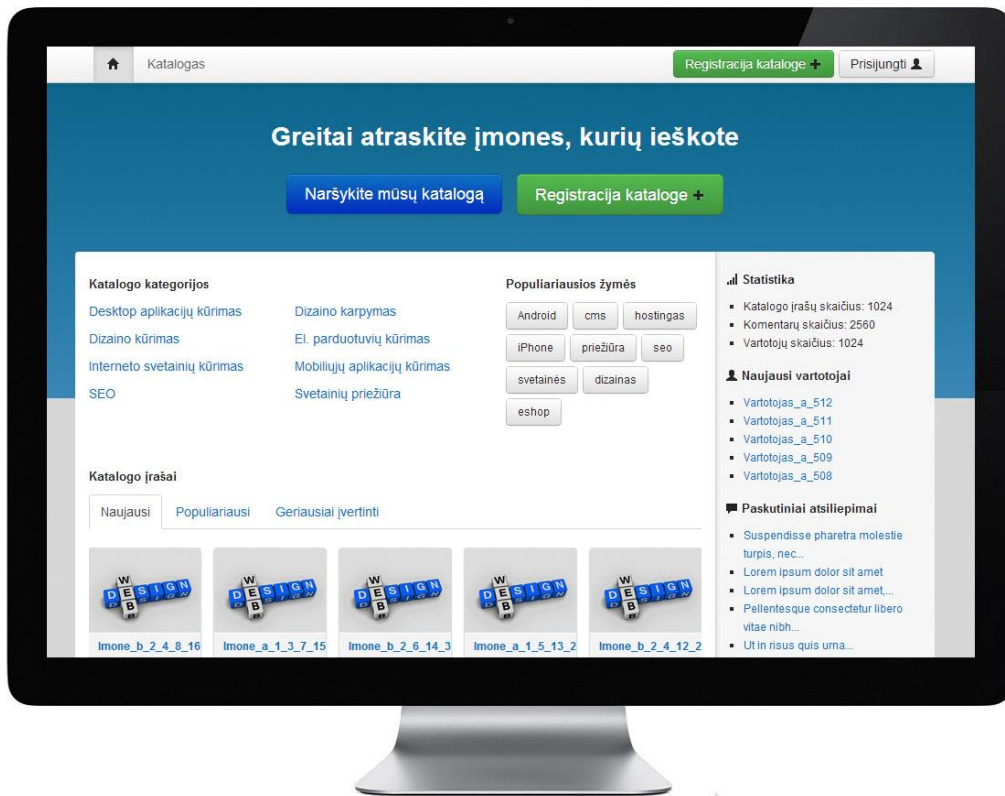 Katalogas
Registracija kataloge
Prisijungti
Greitai atraskite įmones, kurių ieškote
Naršykite mūsų katalogą
Registracija kataloge
Katalogo kategorijos
Desktop aplikacijų kūrimas
Dizaino karpymas
Dizaino kūrimas
El. parduotuvių kūrimas
Interneto svetainių kūrimas
Mobiliųjų aplikacijų kūrimas
SEO
Svetainių priežiūra
Populiariausios žymės
Android cms hostingas
iPhone priežiūra seo
svetainės dizainas
eshop
Statistika
Katalogo įrašų skaičius: 1024
Komentarų skaičius: 2560
Vartotojų skaičius: 1024
Naujausi vartotojai
Vartotojas_a_512
Vartotojas_a_511
Vartotojas_a_510
Vartotojas_a_509
Vartotojas_a_508
Paskutiniai atsiliepimai
Suspendisse pharetra molestie
turpis, nec...
Lorem ipsum dolor sit amet
Lorem ipsum dolor sit amet,...
Pellentesque consectetur libero
vitae nibh...
Ut in risus quis urna...
Katalogo įrašai
Naujausi Populiariausi Geriausiai įvertinti
WEB DESIGN
WEB DESIGN
WEB DESIGN
WEB DESIGN
WEB DESIGN
Imone_b_2_4_8_16
Imone_a_1_3_7_15
Imone_b_2_6_14_3
Imone_a_1_5_13_2
Imone_b_2_4_12_2